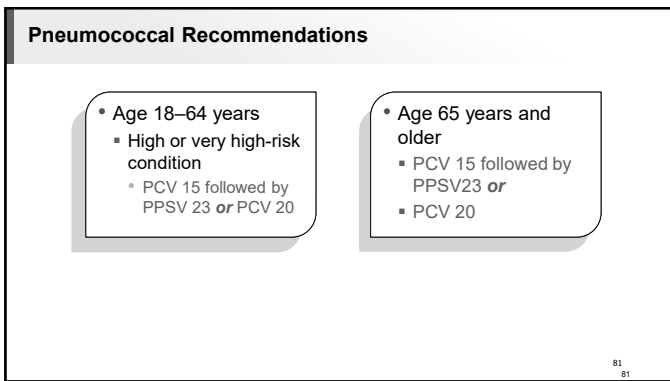 Pneumococcal Recommendations
• Age 18–64 years
▪ High or very high-risk
condition
• PCV 15 followed by
PPSV 23 or PCV 20
• Age 65 years and
older
▪ PCV 15 followed by
PPSV23 or
▪ PCV 20
81
81